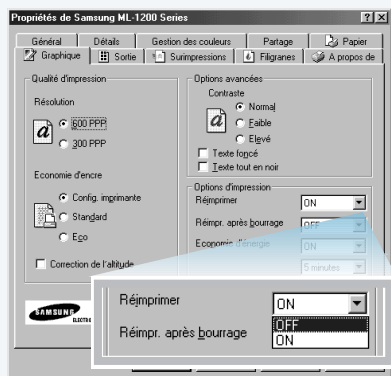 Propriétés de Samsung ML-1200 Series
Général Détails Gestion des couleurs Partage Papier
Graphique Sortie Surimpressions Filigranes A propos de
Qualité d'impression
Résolution
600 PPP
300 PPP
Economie d'encre
Config. imprimante
Standard
Eco
Correction de l'altitude
SAMSUNG
Options avancées
Contraste
Normal
Faible
Elevé
Texte foncé
Texte tout en noir
Options d'impression
Réimprimer ON
Réimpr. après bourrage OFF
Economie d'énergie ON
5 minutes
Réimprimer ON
OFF
Réimpr. après bourrage ON